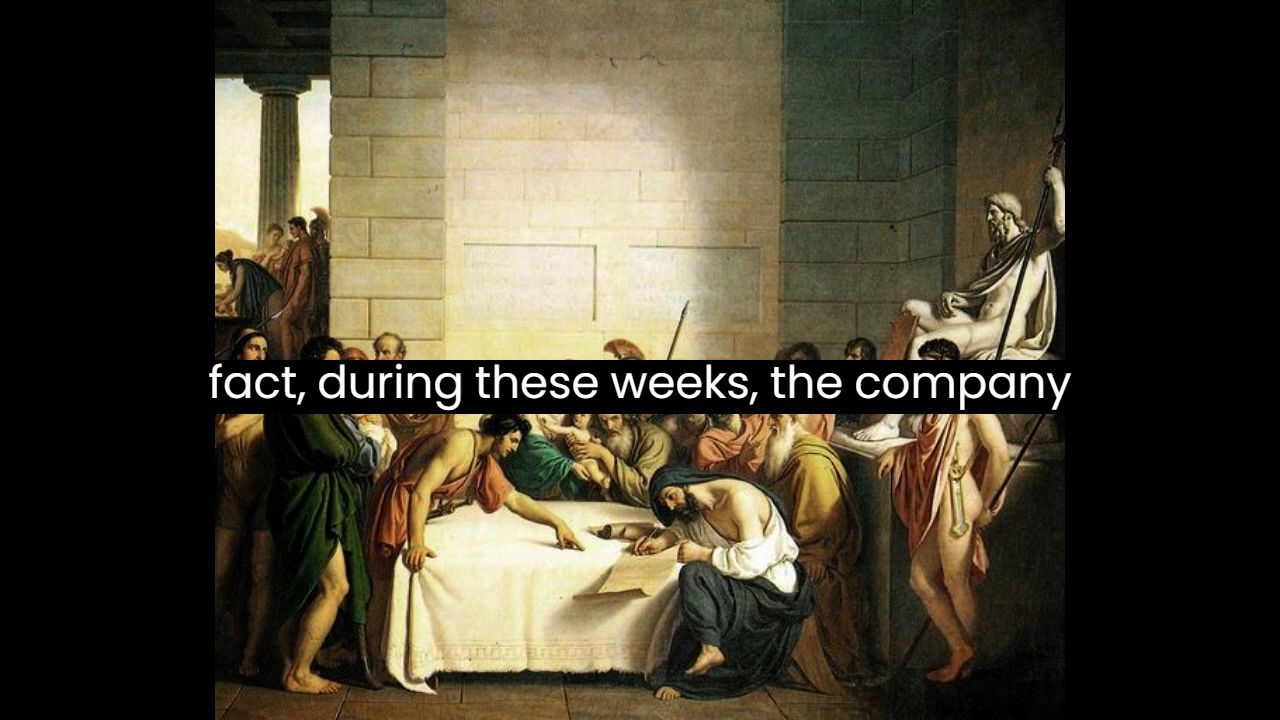 fact, during these weeks, the company